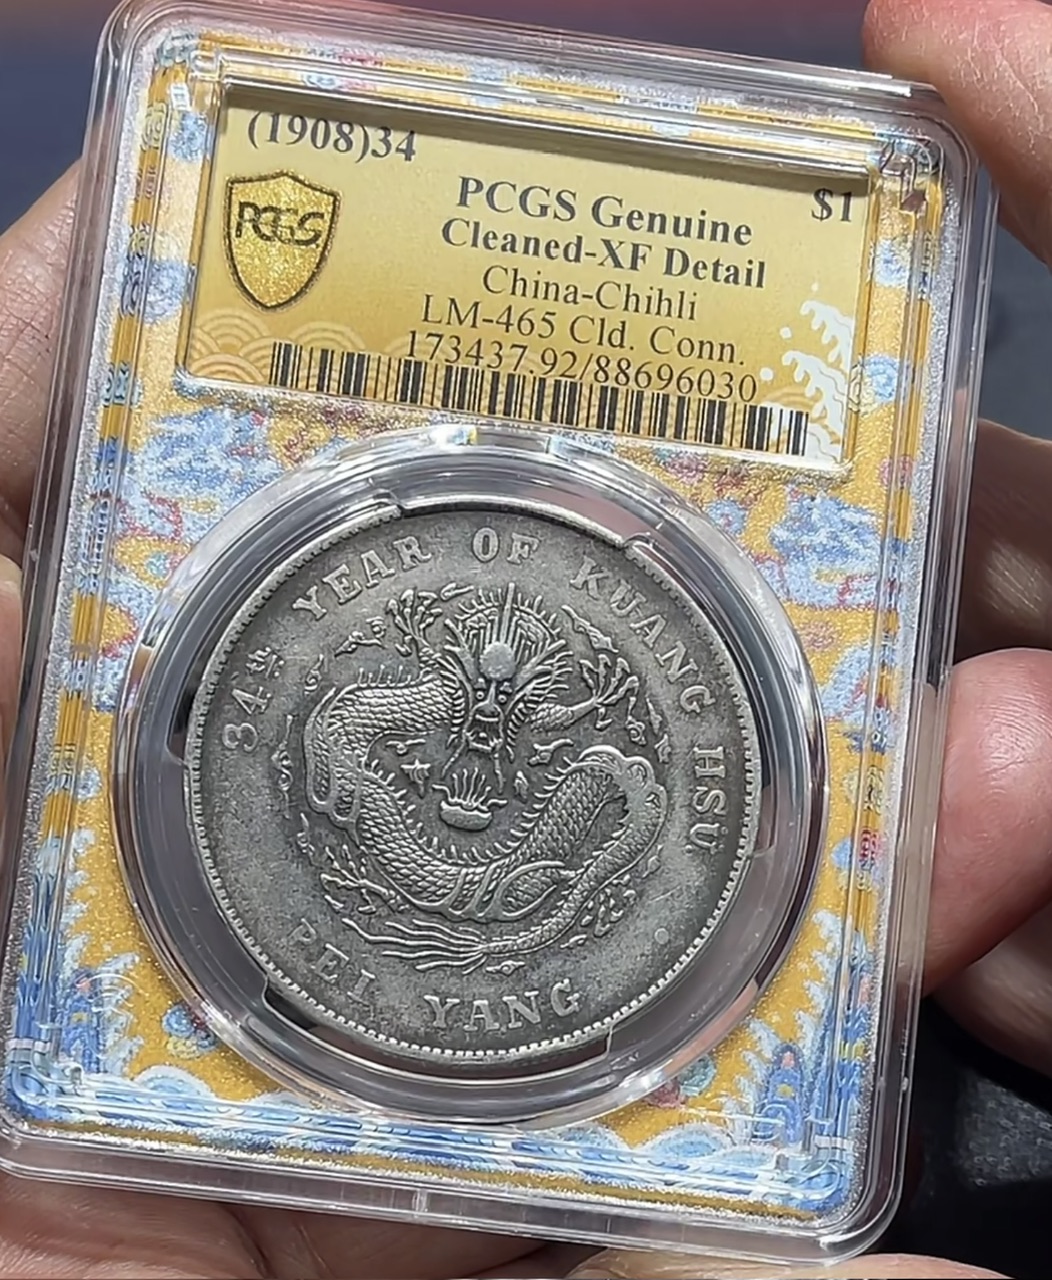 (1908)34
$1
PCGS
PCGS Genuine
Cleaned-XF Detail
China-Chihli
LM-465 Cld. Conn.
173437.92/88696030
34TH YEAR OF KUANG HSÜ
PEI YANG